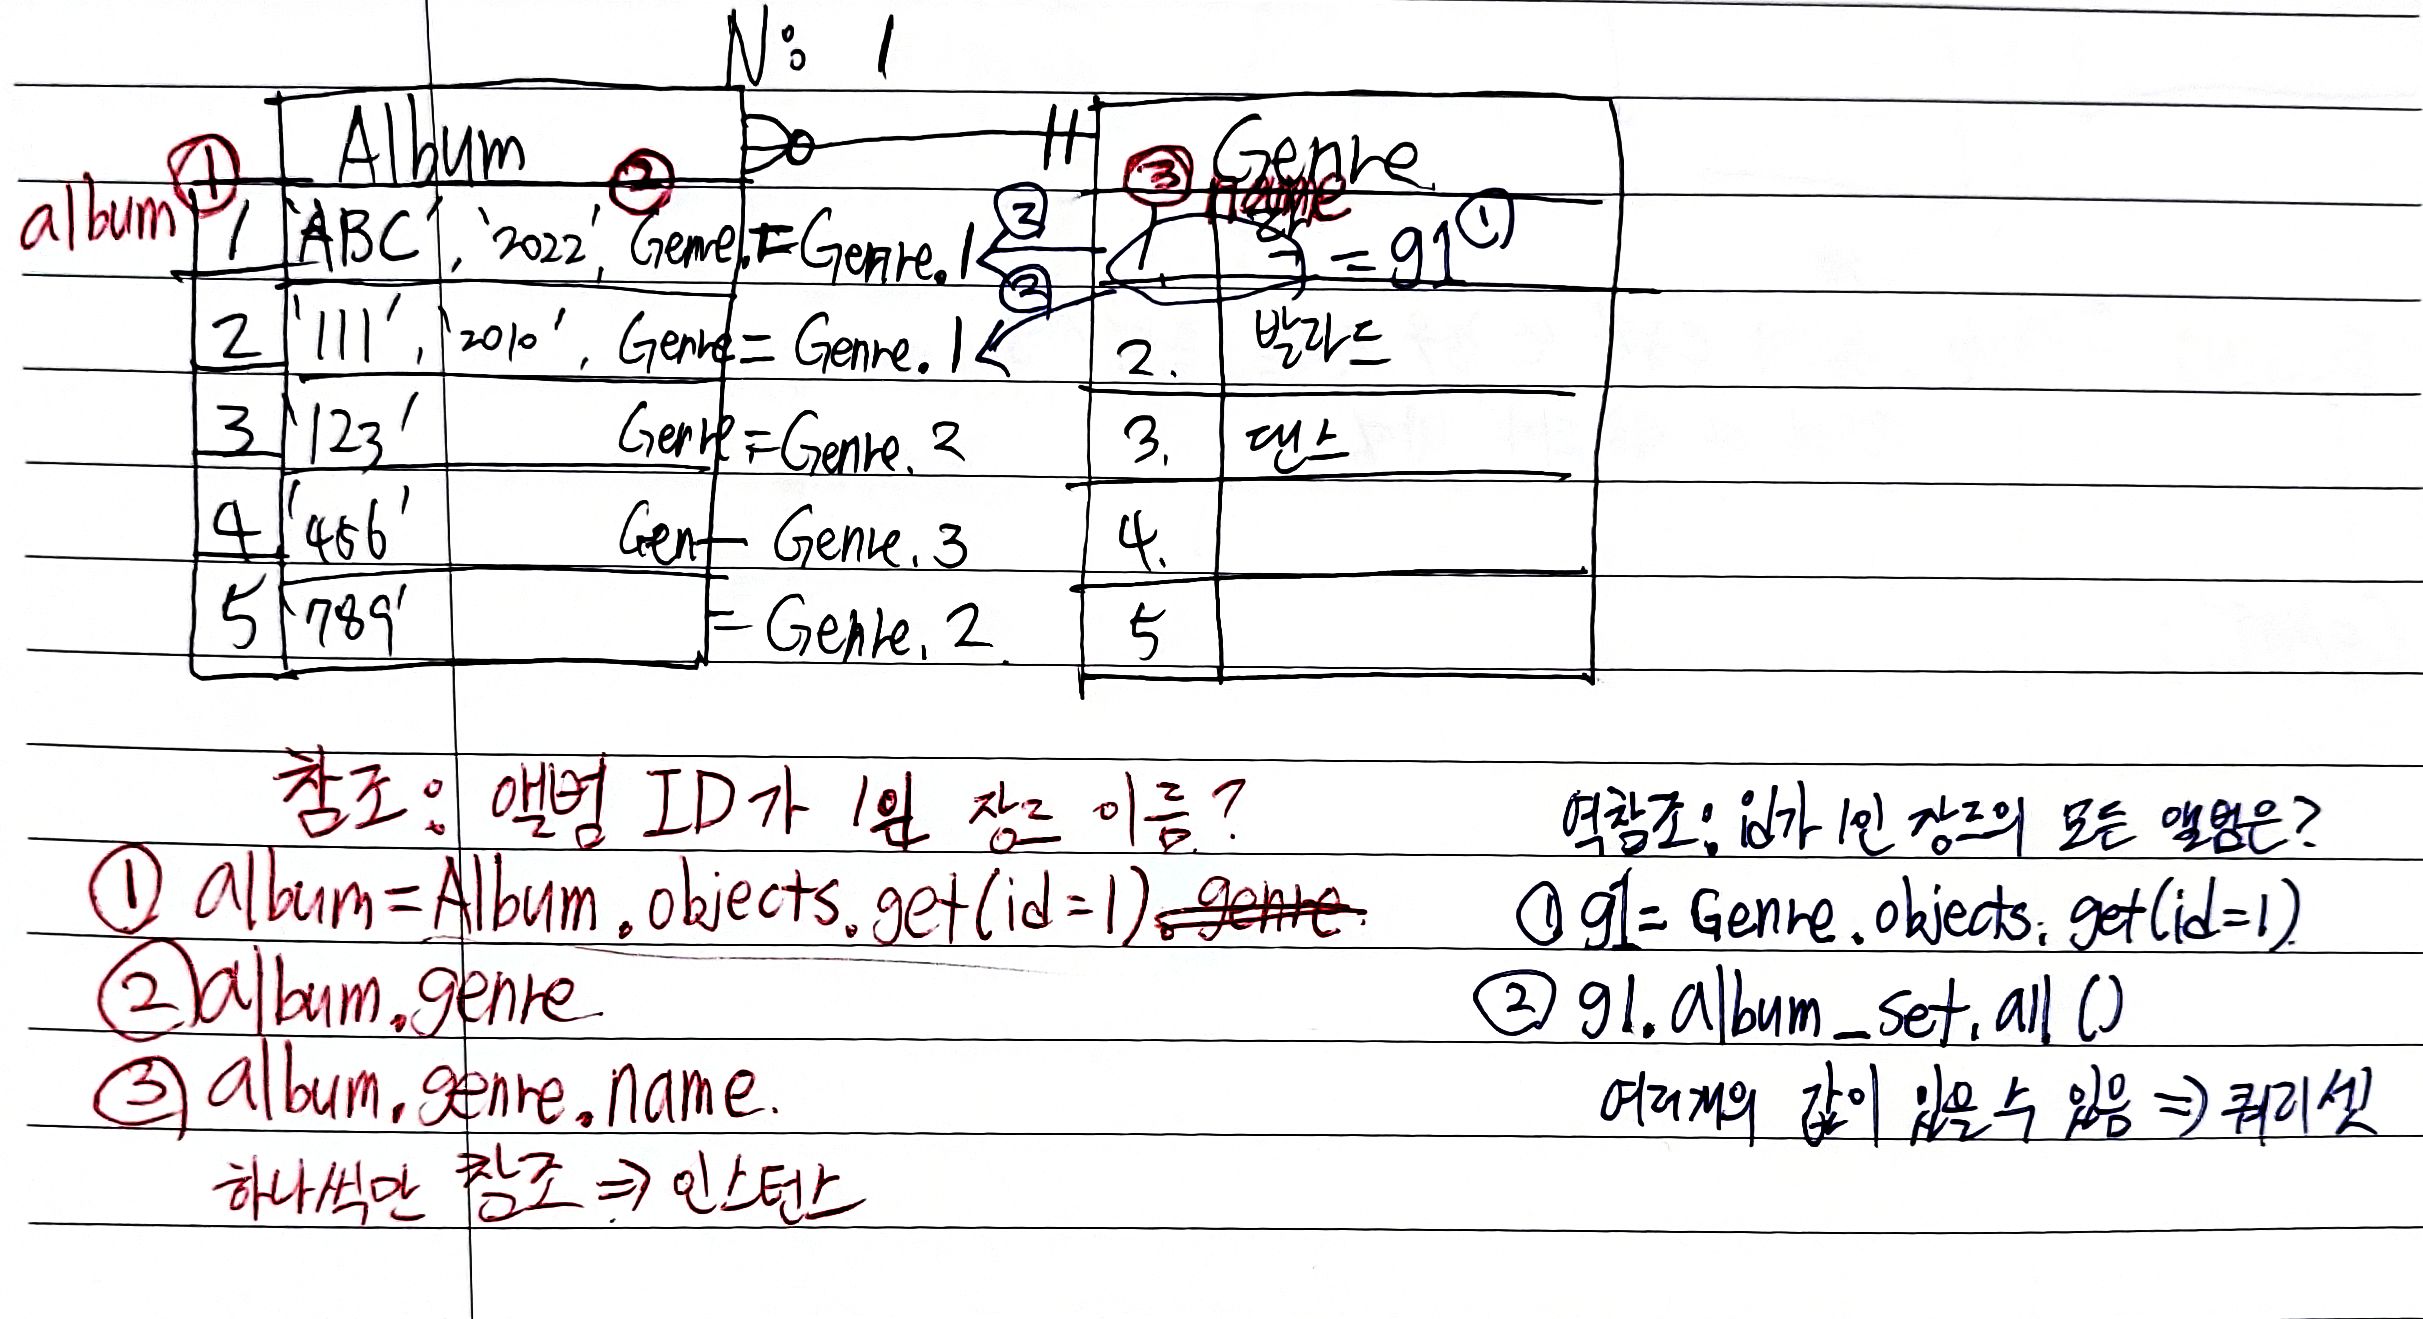 N : 1
Album
Genre
① ② ③ name
album 1 'ABC', '2022', Genre = Genre.1 ② 1 = g1 ①
②
2 '111', '2010', Genre = Genre.1 2. 발라드
3 '123' Genre = Genre.2 3. 댄스
4 '456' Gen- Genre.3 4.
5 '789' = Genre.2 5
참조: 앨범 ID가 1인 장르 이름?
① album=Album.objects.get(id=1).genre.
② album.genre
③ album.genre.name.
하나씩만 참조 ⇒ 인스턴스
역참조: id가 1인 장르의 모든 앨범은?
① g1= Genre.objects.get(id=1)
② g1.album_set.all()
여러개의 값이 있을 수 있음 ⇒ 쿼리셋